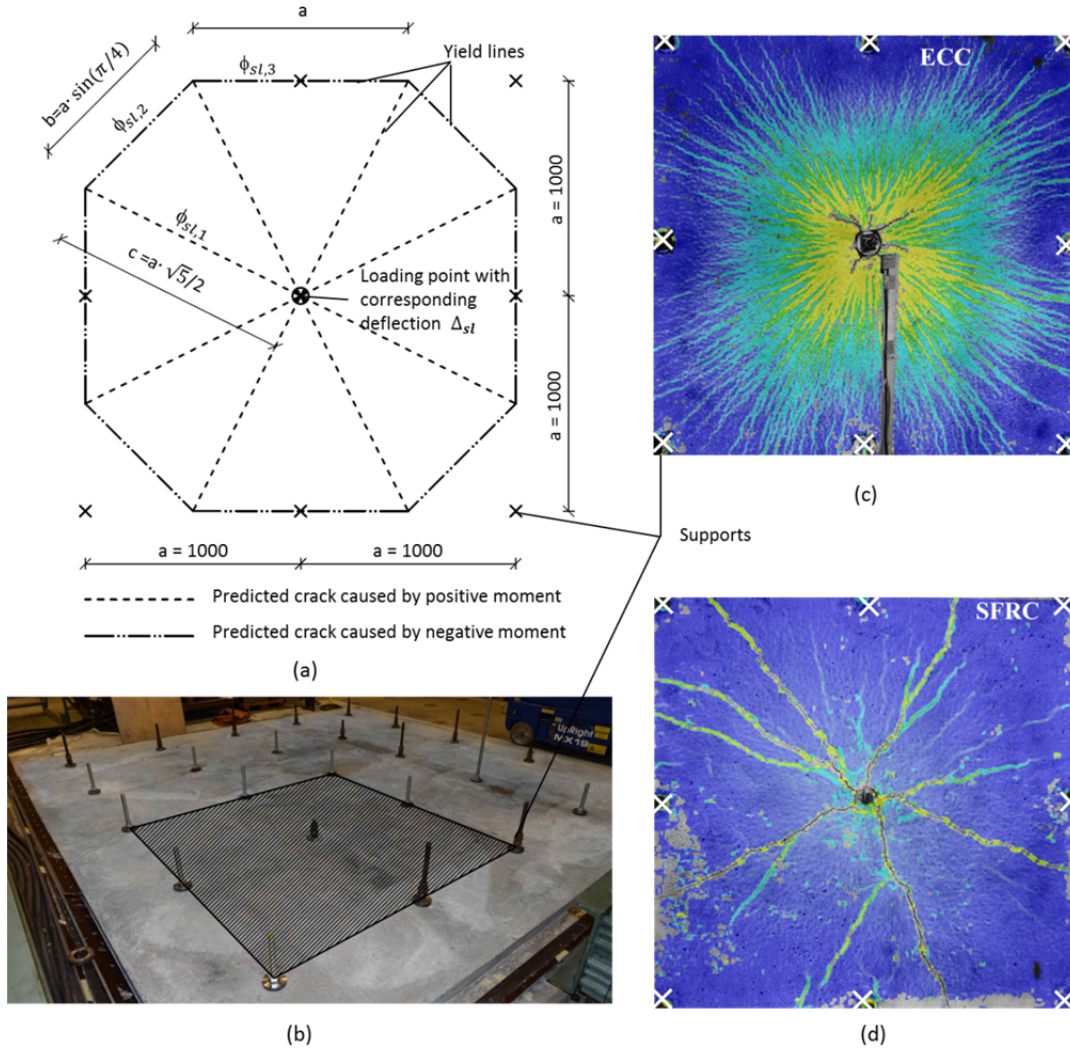 a
b=a· sin(π/4)
ϕsl,3
Yield lines
ϕsl,2
ϕsl,1
c =a· √5/2
Loading point with
corresponding
deflection Δsl
a = 1000
a = 1000
a = 1000
a = 1000
Predicted crack caused by positive moment
Predicted crack caused by negative moment
(a)
UpRight
MX19
(b)
ECC
(c)
Supports
SFRC
(d)